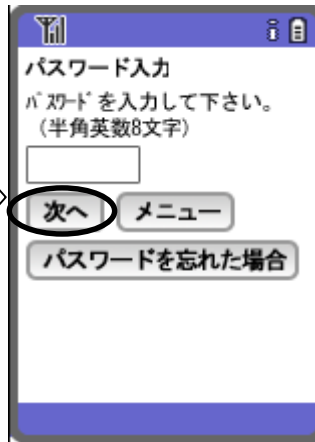 パスワード入力
ﾊﾟｽﾜｰﾄﾞを入力して下さい。
（半角英数8文字）
次へ メニュー
パスワードを忘れた場合